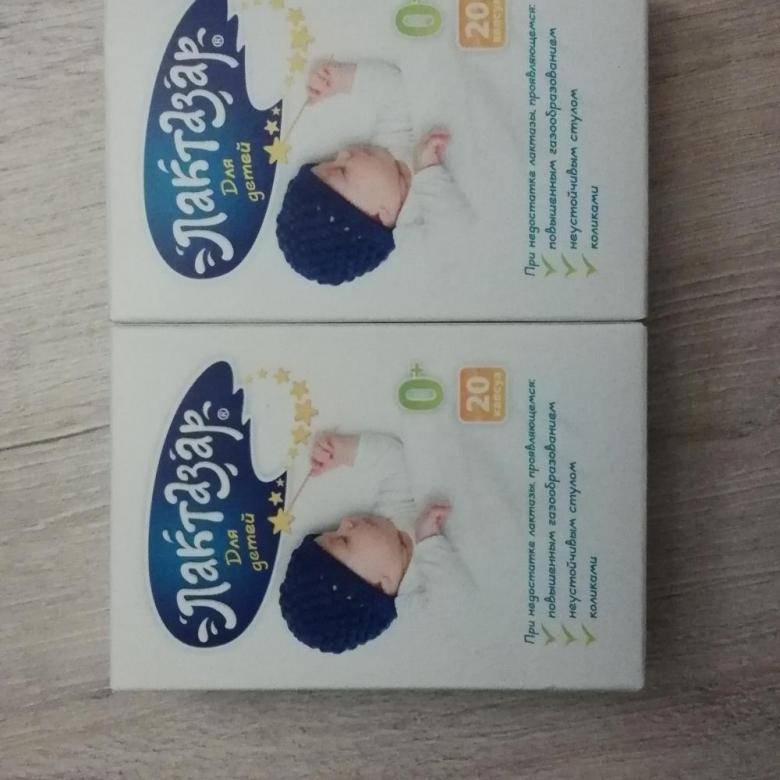 Лактазар®
Для
детей
0+
20
капсул
При недостатке лактазы, проявляющемся:
повышенным газообразованием
неустойчивым стулом
коликами
Лактазар®
Для
детей
0+
20
капсул
При недостатке лактазы, проявляющемся:
повышенным газообразованием
неустойчивым стулом
коликами